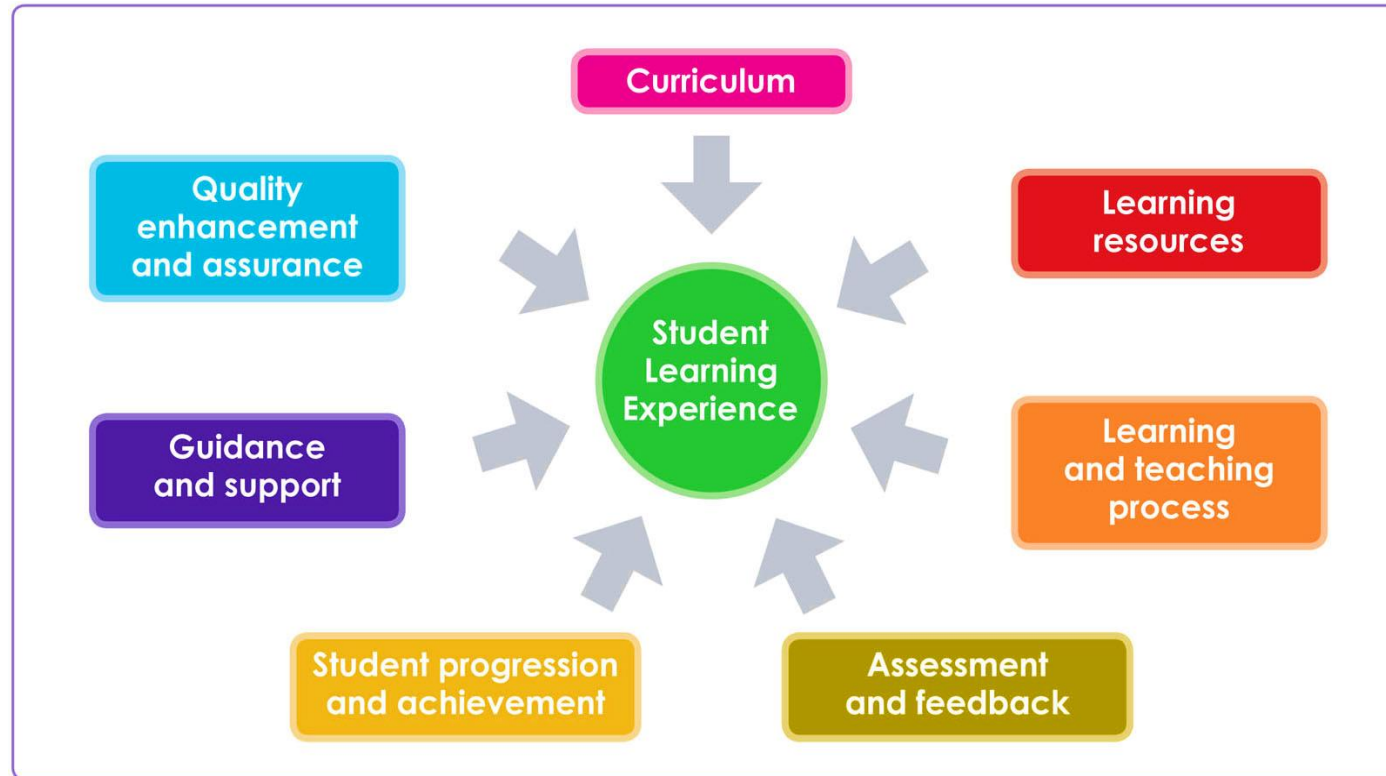 Curriculum
Quality
enhancement
and assurance
Learning
resources
Student
Learning
Experience
Guidance
and support
Learning
and teaching
process
Student progression
and achievement
Assessment
and feedback